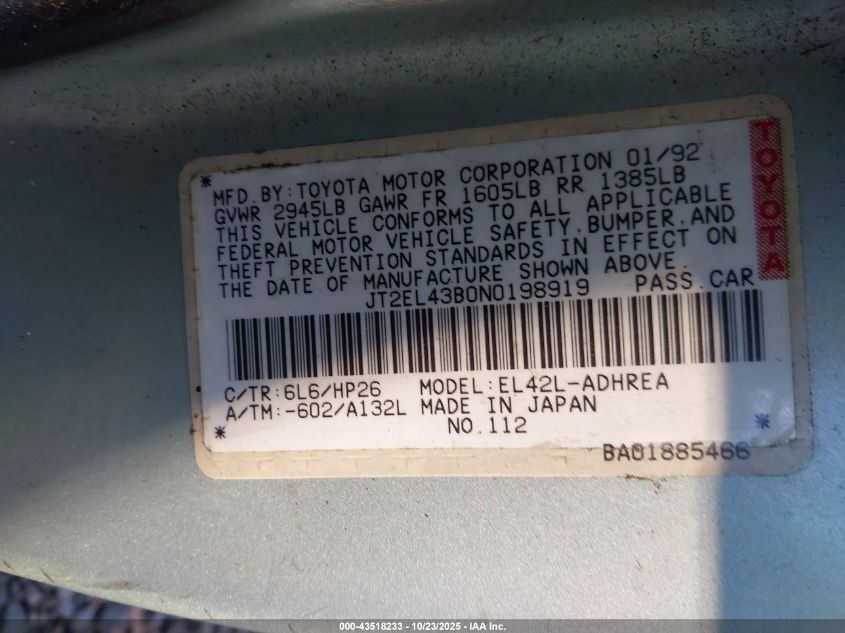 MFD.BY:TOYOTA MOTOR CORPORATION 01/92
GVWR 2945LB GAWR FR 1605LB RR 1385LB
THIS VEHICLE CONFORMS TO ALL APPLICABLE
FEDERAL MOTOR VEHICLE SAFETY,BUMPER,AND
THEFT PREVENTION STANDARDS IN EFFECT ON
THE DATE OF MANUFACTURE SHOWN ABOVE.
JT2EL43B0N0198919 PASS.CAR
TOYOTA
C/TR:6L6/HP26 MODEL:EL42L-ADHREA
A/TM:-602/A132L MADE IN JAPAN
NO.112
BA01885466
000-43518233 - 10/23/2025 - IAA Inc.